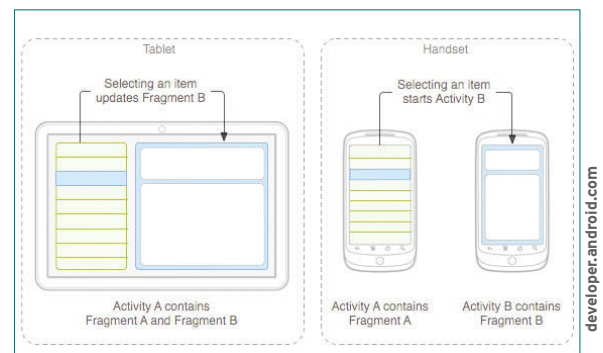 Tablet
Selecting an item
updates Fragment B
Activity A contains
Fragment A and Fragment B
Handset
Selecting an item
starts Activity B
Activity A contains
Fragment A
Activity B contains
Fragment B
developer.android.com